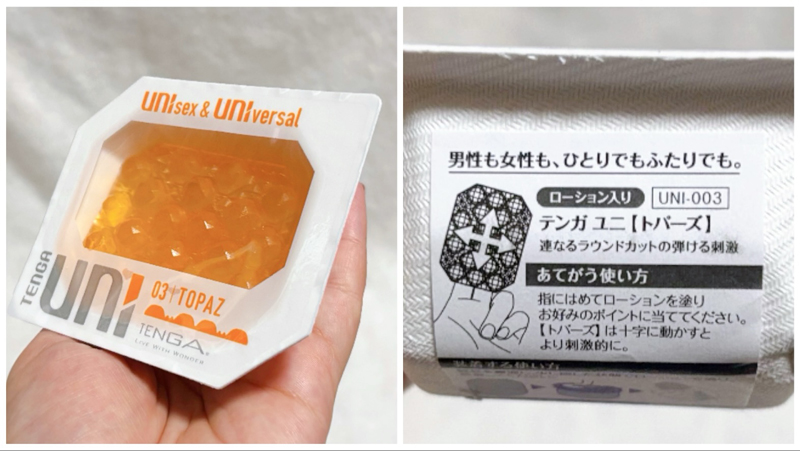 UNIsex & UNIversal
TENGA
uni
03 TOPAZ
TENGA
LIVE WITH WONDER
男性も女性も、ひとりでもふたりでも。
ローション入り UNI-003
テンガ ユニ【トパーズ】
連なるラウンドカットの弾ける刺激
あてがう使い方
指にはめてローションを塗り
お好みのポイントに当ててください。
【トパーズ】は十字に動かすと
より刺激的に。